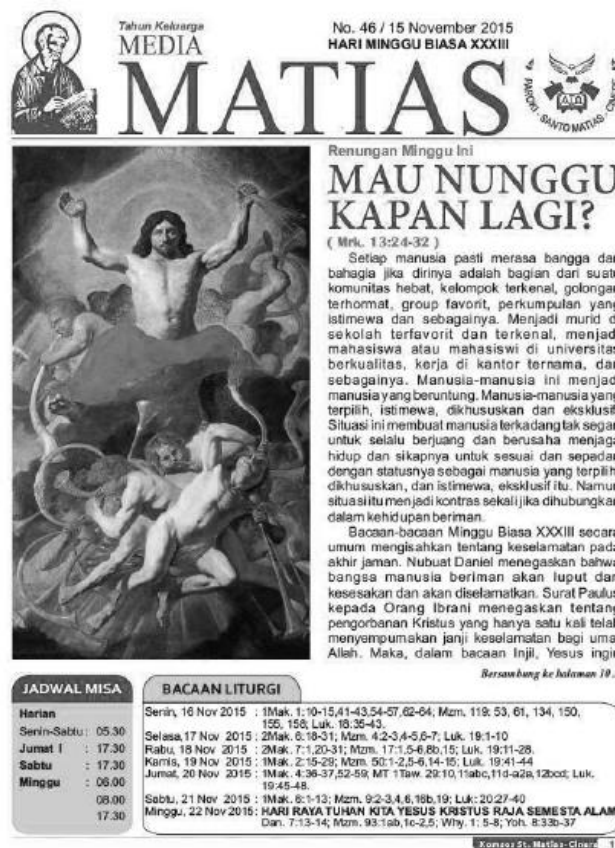 Tahun Keluarga
MEDIA
MATIAS
No. 46 / 15 November 2015
HARI MINGGU BIASA XXXIII
PAROKI SANTO MATIAS
Renungan Minggu Ini
MAU NUNGGU
KAPAN LAGI?
( Mrk. 13:24-32 )
Setiap manusia pasti merasa bangga dan
bahagia jika dirinya adalah bagian dari suatu
komunitas hebat, kelompok terkenal, golongan
terhormat, group favorit, perkumpulan yang
istimewa dan sebagainya. Menjadi murid di
sekolah terfavorit dan terkenal, menjadi
mahasiswa atau mahasiswi di universitas
berkualitas, kerja di kantor ternama, dan
sebagainya. Manusia-manusia ini menjadi
manusia yang beruntung. Manusia-manusia yang
terpilih, istimewa, dikhususkan dan eksklusif.
Situasi ini membuat manusia terkadang tak segan
untuk selalu berjuang dan berusaha menjaga
hidup dan sikapnya untuk sesuai dan sepadan
dengan statusnya sebagai manusia yang terpilih,
dikhususkan, dan istimewa, eksklusif itu. Namun
situasi itu menjadi kontras sekali jika dihubungkan
dalam kehidupan beriman.
Bacaan-bacaan Minggu Biasa XXXIII secara
umum mengisahkan tentang keselamatan pada
akhir jaman. Nubuat Daniel menegaskan bahwa
bangsa manusia beriman akan luput dari
kesesakan dan akan diselamatkan. Surat Paulus
kepada Orang Ibrani menegaskan tentang
pengorbanan Kristus yang hanya satu kali telah
menyempurnakan janji keselamatan bagi umat
Allah. Maka, dalam bacaan Injil, Yesus ingin
Bersambung ke halaman 10
JADWAL MISA
Harian
Senin-Sabtu : 05.30
Jumat I : 17.30
Sabtu : 17.30
Minggu : 06.00
08.00
17.30
BACAAN LITURGI
Senin, 16 Nov 2015 : 1Mak. 1:10-15,41-43,54-57,62-64; Mzm. 119: 53, 61, 134, 150,
155, 158; Luk. 18:35-43.
Selasa,17 Nov 2015 : 2Mak. 6:18-31; Mzm. 4:2-3,4-5,6-7; Luk. 19:1-10
Rabu, 18 Nov 2015 : 2Mak. 7:1,20-31; Mzm. 17:1,5-6,8b,15; Luk. 19:11-28.
Kamis, 19 Nov 2015 : 1Mak. 2:15-29; Mzm. 50:1-2,5-6,14-15; Luk. 19:41-44
Jumat, 20 Nov 2015 : 1Mak. 4:36-37,52-59; MT 1Taw. 29:10,11abc,11d-a2a,12bcd; Luk.
19:45-48.
Sabtu, 21 Nov 2015 : 1Mak. 6:1-13; Mzm. 9:2-3,4,6,16b,19; Luk: 20:27-40
Minggu, 22 Nov 2015: HARI RAYA TUHAN KITA YESUS KRISTUS RAJA SEMESTA ALAM
Dan. 7:13-14; Mzm. 93:1ab,1c-2,5; Why. 1: 5-8; Yoh. 8:33b-37
Komsos St. Matias-Cinere